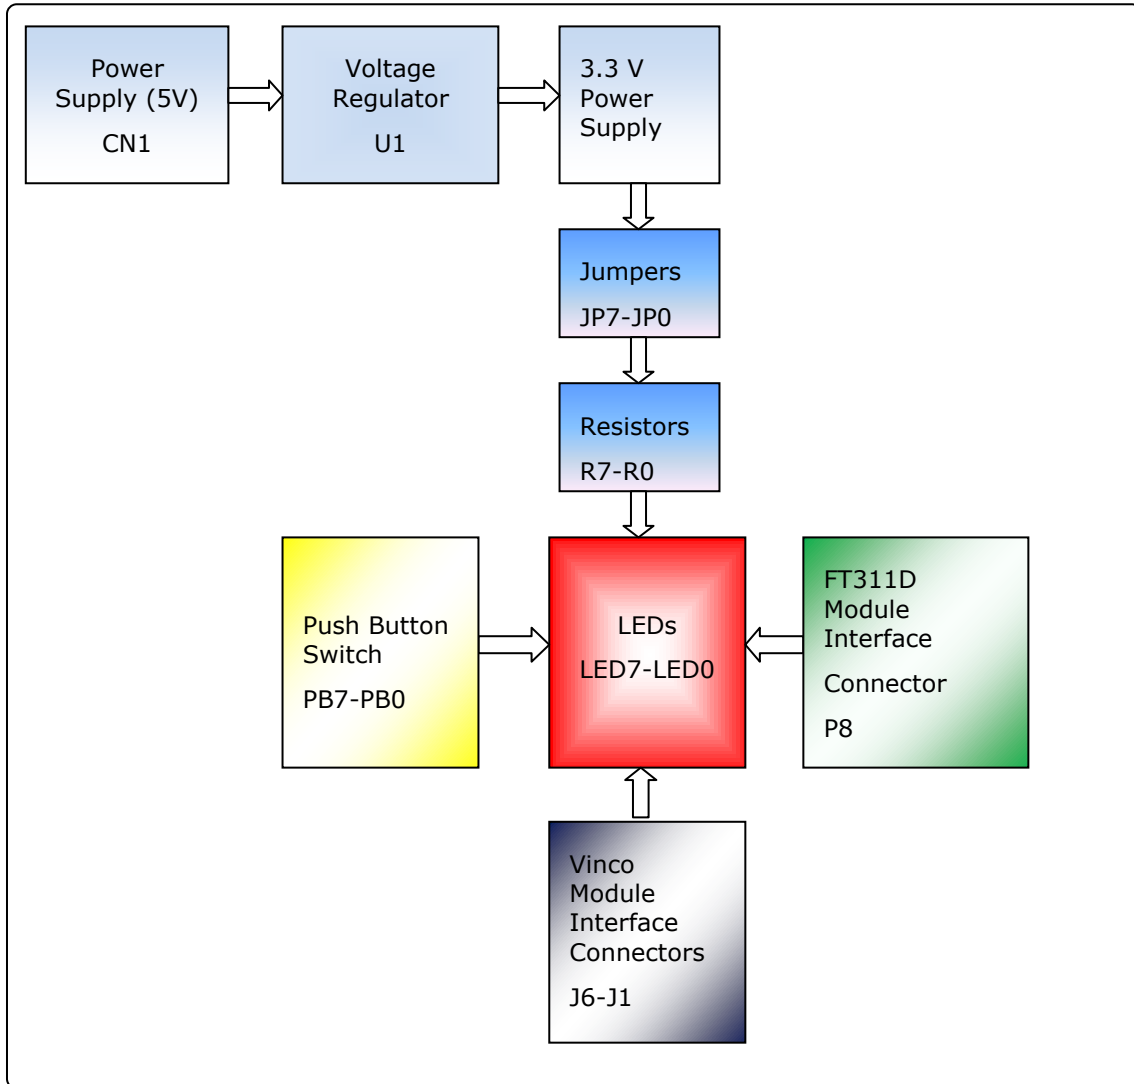 Power
Supply (5V)
CN1
Voltage
Regulator
U1
3.3 V
Power
Supply
Jumpers
JP7-JP0
Resistors
R7-R0
Push Button
Switch
PB7-PB0
LEDs
LED7-LED0
FT311D
Module
Interface
Connector
P8
Vinco
Module
Interface
Connectors
J6-J1